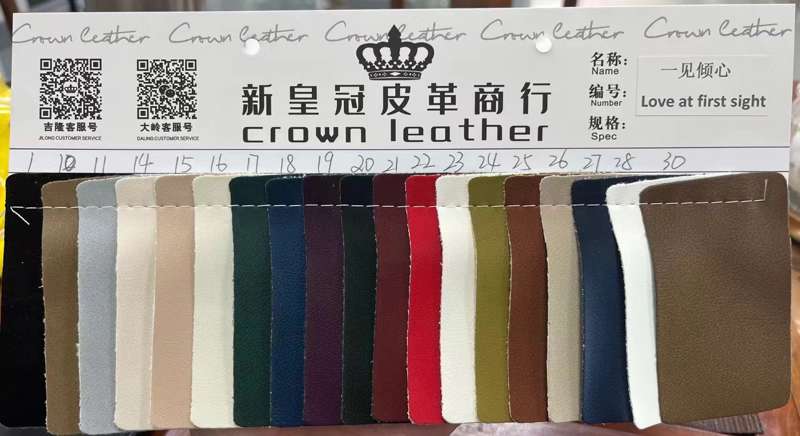 Crown leather Crown leather Crown leather Crown leather Crown leather
吉隆客服号
JILONG CUSTOMER SERVICE
大岭客服号
DALING CUSTOMER SERVICE
新皇冠皮革商行
crown leather
名称：
Name
一见倾心
编号：
Number
Love at first sight
规格：
Spec
1 10 11 14 15 16 17 18 19 20 21 22 23 24 25 26 27 28 30